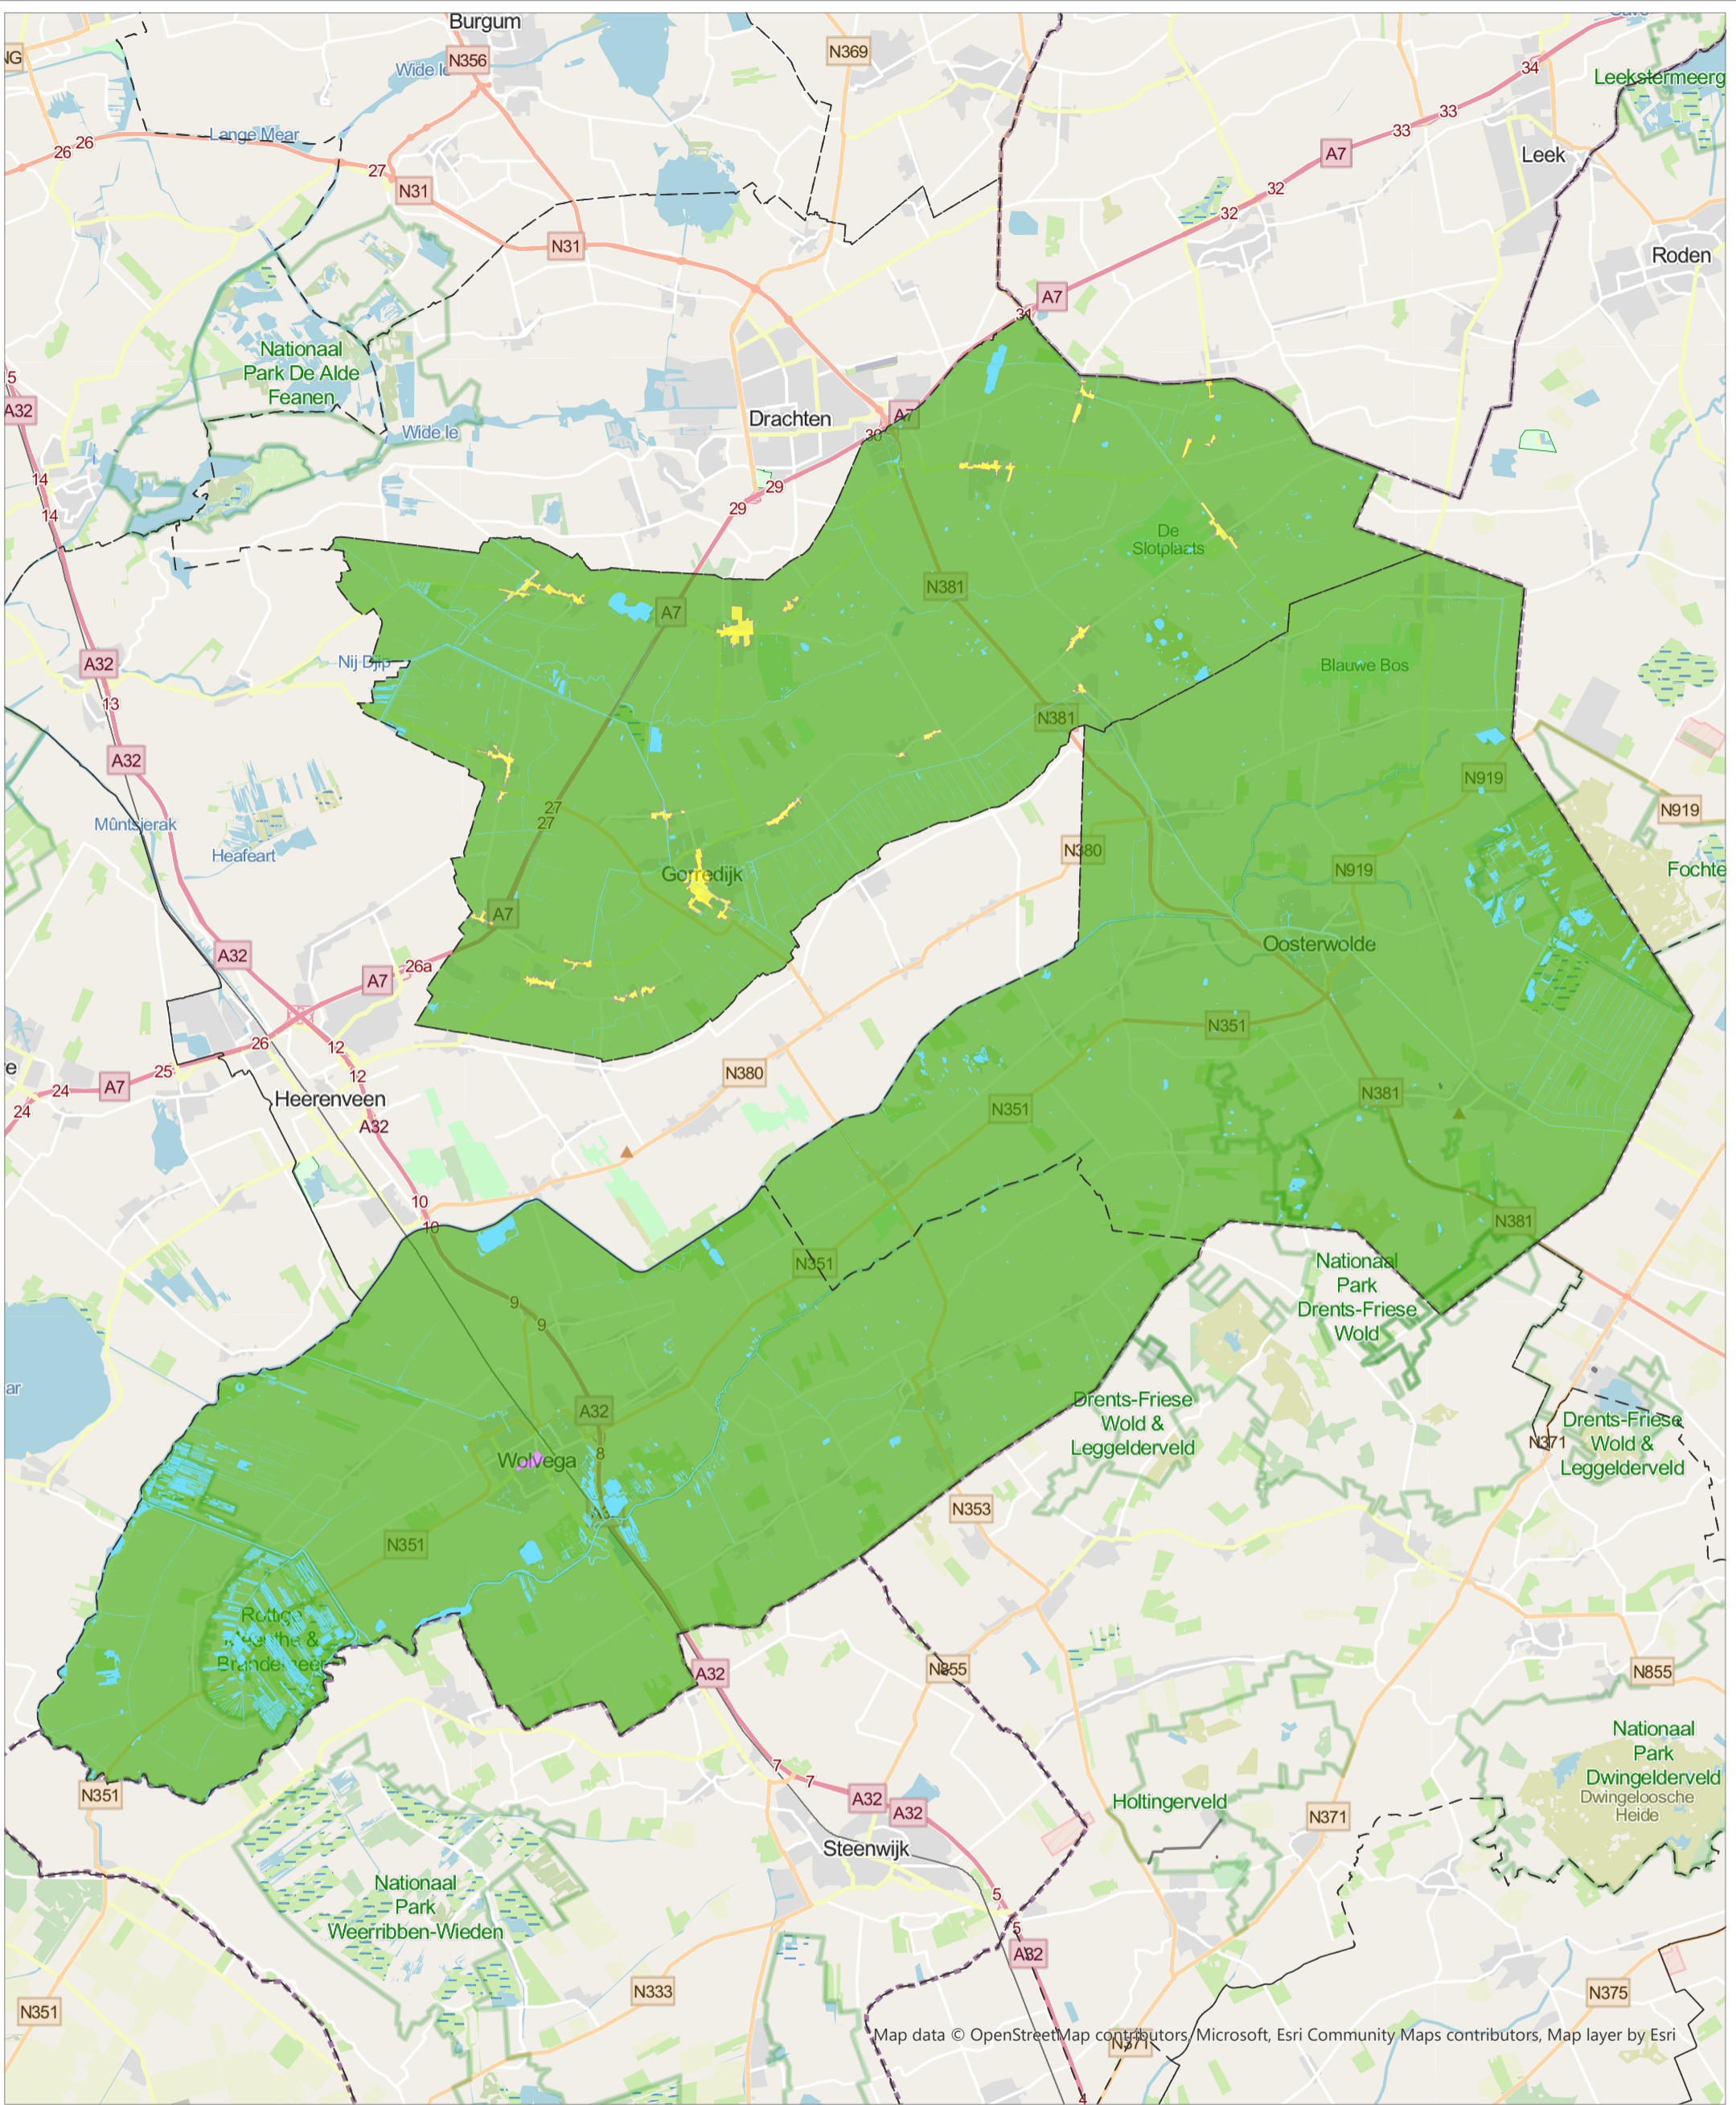 Burgum
N369
N356
Wide Ie
34
Leekstermeerg
33
33
26
26
Lange Mear
27
A7
Leek
N31
32
32
N31
Roden
A7
31
Nationaal
Park De Alde
Feanen
5
A32
Drachten
A7
30
Wide Ie
14
29
29
14
De
Slotplaats
N381
A7
A32
Nij Djip
Blauwe Bos
13
N381
A32
N919
27
27
N919
Mûntsjerak
Heafeart
N380
Gorredijk
N919
Fochte
A7
Oosterwolde
A32
26a
A7
N351
26
12
25
12
24
A7
24
Heerenveen
A32
N380
N351
N381
10
10
N381
N351
Nationaal
Park
Drents-Friese
Wold
9
9
ar
A32
Drents-Friese
Wold &
Leggelderveld
Drents-Friese
Wold &
Leggelderveld
N371
8
Wolvega
N353
N351
Rottige
Meenthe &
Brandemeer
A32
N855
N855
Nationaal
Park
Dwingelderveld
Dwingeloosche
Heide
7
7
N351
A32
A32
Holtingerveld
N371
Steenwijk
Nationaal
Park
Weerribben-Wieden
5
5
A32
N333
N375
N351
Map data © OpenStreetMap contributors, Microsoft, Esri Community Maps contributors, Map layer by Esri
N371
4